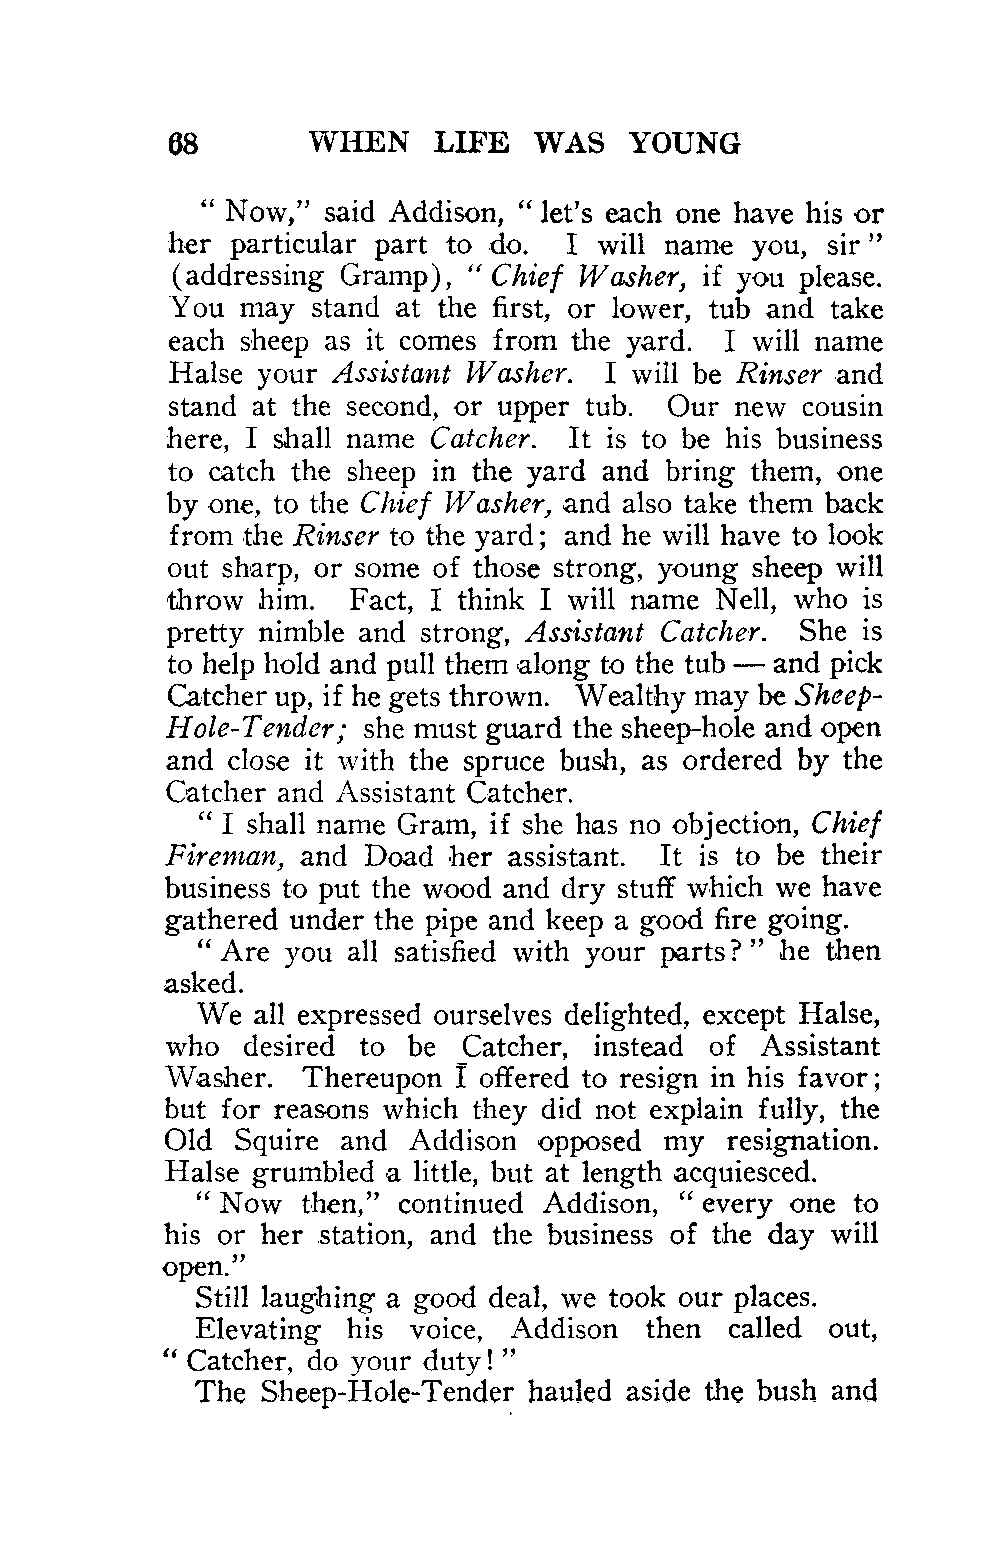 68 WHEN LIFE WAS YOUNG
“ Now,” said Addison, “ let's each one have his or
her particular part to do. I will name you, sir ”
(addressing Gramp), “ Chief Washer, if you please.
You may stand at the first, or lower, tub and take
each sheep as it comes from the yard. I will name
Halse your Assistant Washer. I will be Rinser and
stand at the second, or upper tub. Our new cousin
here, I shall name Catcher. It is to be his business
to catch the sheep in the yard and bring them, one
by one, to the Chief Washer, and also take them back
from the Rinser to the yard; and he will have to look
out sharp, or some of those strong, young sheep will
throw him. Fact, I think I will name Nell, who is
pretty nimble and strong, Assistant Catcher. She is
to help hold and pull them along to the tub — and pick
Catcher up, if he gets thrown. Wealthy may be Sheep-
Hole-Tender; she must guard the sheep-hole and open
and close it with the spruce bush, as ordered by the
Catcher and Assistant Catcher.
“ I shall name Gram, if she has no objection, Chief
Fireman, and Doad her assistant. It is to be their
business to put the wood and dry stuff which we have
gathered under the pipe and keep a good fire going.
“ Are you all satisfied with your parts? ” he then
asked.
We all expressed ourselves delighted, except Halse,
who desired to be Catcher, instead of Assistant
Washer. Thereupon I offered to resign in his favor;
but for reasons which they did not explain fully, the
Old Squire and Addison opposed my resignation.
Halse grumbled a little, but at length acquiesced.
“ Now then,” continued Addison, “ every one to
his or her station, and the business of the day will
open.”
Still laughing a good deal, we took our places.
Elevating his voice, Addison then called out,
“ Catcher, do your duty! ”
The Sheep-Hole-Tender hauled aside the bush and